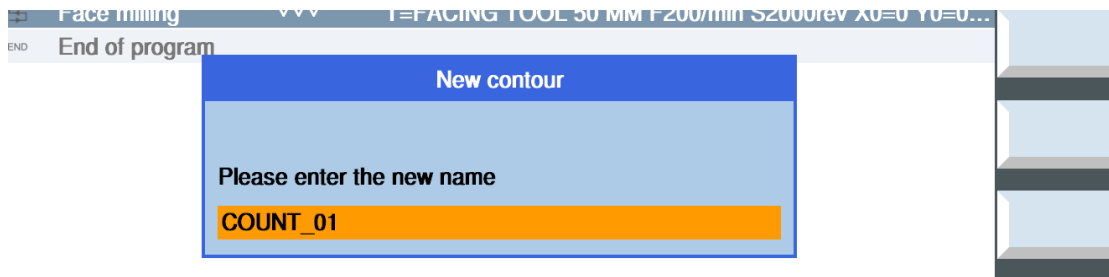 Face milling ▽▽▽ T=FACING TOOL 50 MM F200/min S2000rev X0=0 Y0=0...
END End of program
New contour
Please enter the new name
COUNT_01